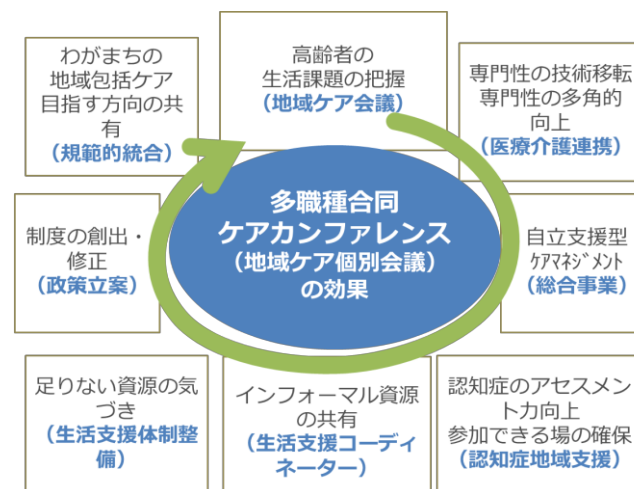 わがまちの
地域包括ケア
目指す方向の共
有
（規範的統合）
高齢者の
生活課題の把握
（地域ケア会議）
専門性の技術移転
専門性の多角的
向上
（医療介護連携）
制度の創出・
修正
（政策立案）
多職種合同
ケアカンファレンス
（地域ケア個別会議）
の効果
自立支援型
ｹｱﾏﾈｼﾞﾒﾝﾄ
（総合事業）
足りない資源の気
づき
（生活支援体制整
備）
インフォーマル資源
の共有
（生活支援コーディ
ネーター）
認知症のアセスメン
ト力向上
参加できる場の確保
（認知症地域支援）